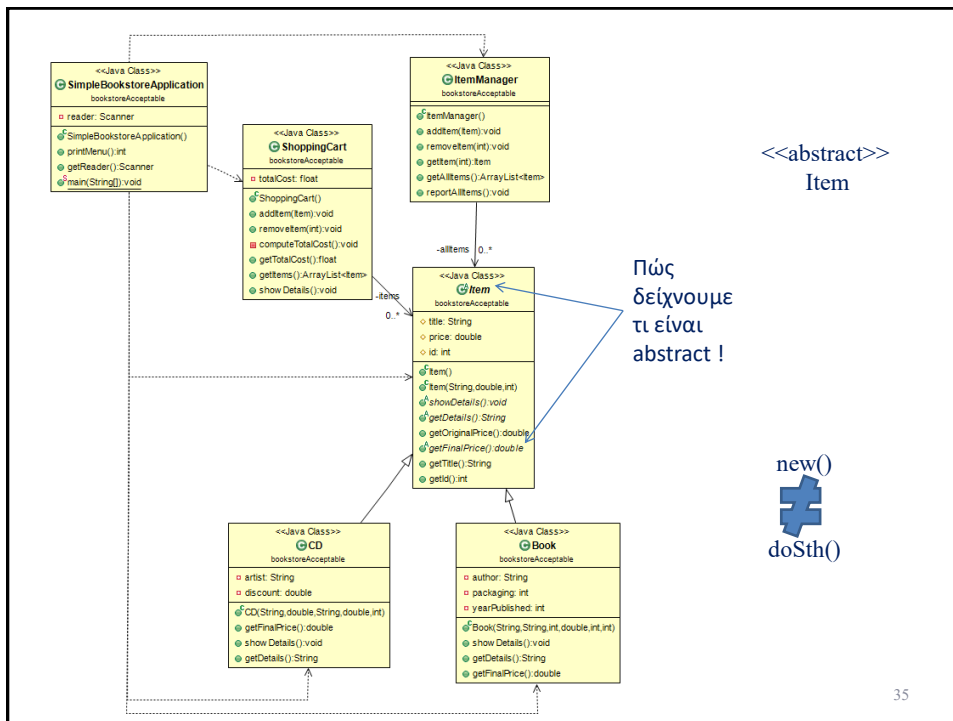 <<Java Class>>
SimpleBookstoreApplication
bookstoreAcceptable
reader: Scanner
SimpleBookstoreApplication()
printMenu():int
getReader():Scanner
main(String[]):void
<<Java Class>>
ShoppingCart
bookstoreAcceptable
totalCost: float
ShoppingCart()
addItem(Item):void
removeItem(int):void
computeTotalCost():void
getTotalCost():float
getItems():ArrayList<Item>
showDetails():void
<<Java Class>>
ItemManager
bookstoreAcceptable
ItemManager()
addItem(Item):void
removeItem(int):void
getItem(int):Item
getAllItems():ArrayList<Item>
reportAllItems():void
<<abstract>>
Item
-allItems 0..*
-items
0..*
<<Java Class>>
Item
bookstoreAcceptable
title: String
price: double
id: int
Item()
Item(String,double,int)
showDetails():void
getDetails():String
getOriginalPrice():double
getFinalPrice():double
getTitle():String
getId():int
Πώς
δείχνουμε
τι είναι
abstract !
new()
≠
doSth()
<<Java Class>>
CD
bookstoreAcceptable
artist: String
discount: double
CD(String,double,String,double,int)
getFinalPrice():double
showDetails():void
getDetails():String
<<Java Class>>
Book
bookstoreAcceptable
author: String
packaging: int
yearPublished: int
Book(String,String,int,double,int,int)
showDetails():void
getDetails():String
getFinalPrice():double
35